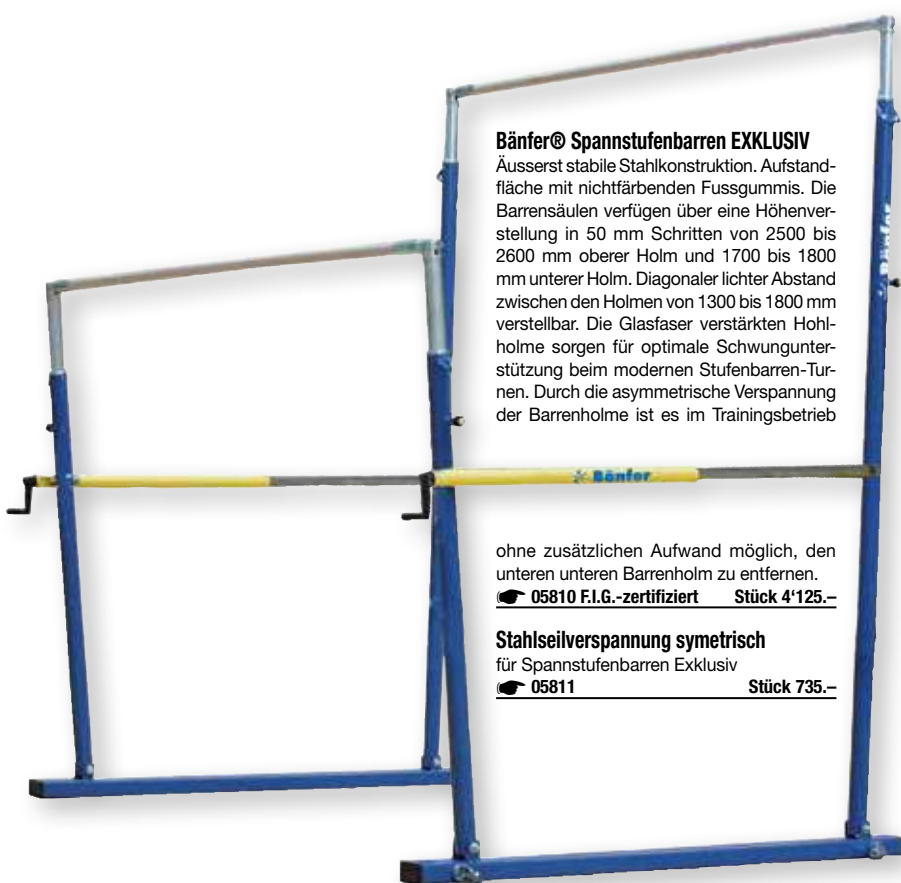 Bänfer® Spannstufenbarren EXKLUSIV
Äusserst stabile Stahlkonstruktion. Aufstand-
fläche mit nichtfärbenden Fussgummis. Die
Barrensäulen verfügen über eine Höhenver-
stellung in 50 mm Schritten von 2500 bis
2600 mm oberer Holm und 1700 bis 1800
mm unterer Holm. Diagonaler lichter Abstand
zwischen den Holmen von 1300 bis 1800 mm
verstellbar. Die Glasfaser verstärkten Hohl-
holme sorgen für optimale Schwungunter-
stützung beim modernen Stufenbarren-Tur-
nen. Durch die asymmetrische Verspannung
der Barrenholme ist es im Trainingsbetrieb
Bänfer
Bänfer
ohne zusätzlichen Aufwand möglich, den
unteren unteren Barrenholm zu entfernen.
05810 F.I.G.-zertifiziert Stück 4‘125.–
Stahlseilverspannung symetrisch
für Spannstufenbarren Exklusiv
05811 Stück 735.–